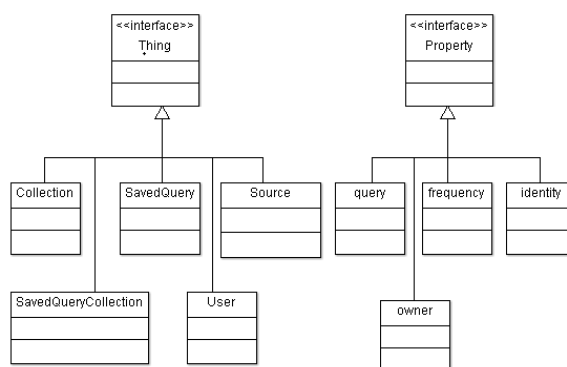 <<interface>>
Thing
<<interface>>
Property
Collection
SavedQuery
Source
query
frequency
identity
SavedQueryCollection
User
owner